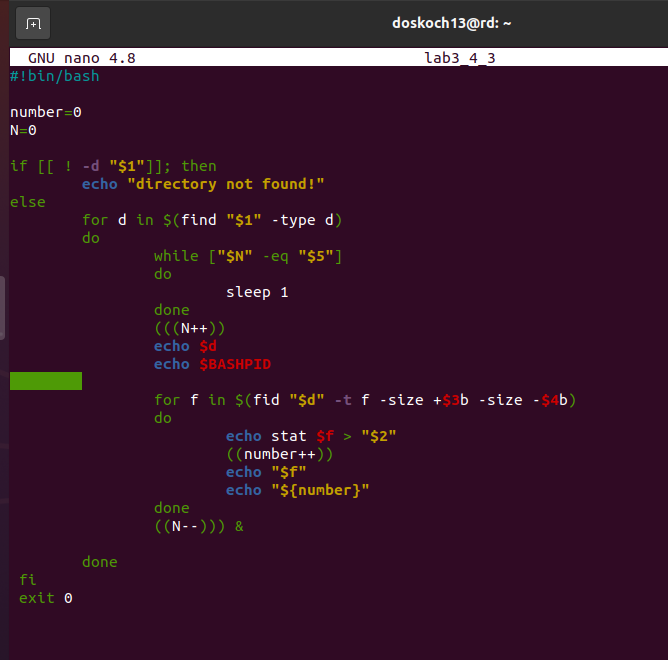 doskoch13@rd: ~
GNU nano 4.8 lab3_4_3
#!bin/bash
number=0
N=0
if [[ ! -d "$1"]]; then
echo "directory not found!"
else
for d in $(find "$1" -type d)
do
while ["$N" -eq "$5"]
do
sleep 1
done
(((N++))
echo $d
echo $BASHPID
for f in $(fid "$d" -t f -size +$3b -size -$4b)
do
echo stat $f > "$2"
((number++))
echo "$f"
echo "${number}"
done
((N--))) &
done
fi
exit 0